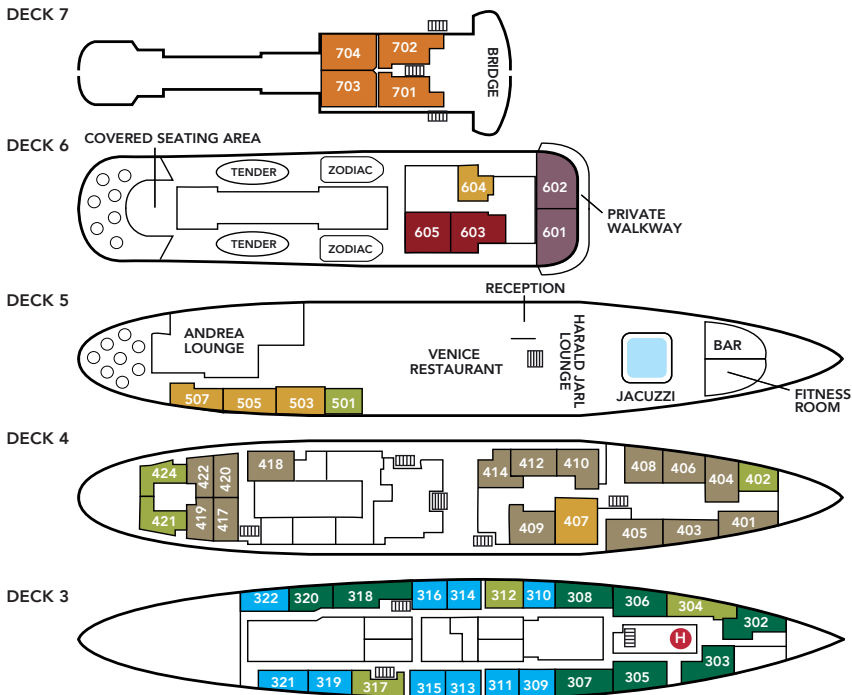 DECK 7
704
702
703
701
BRIDGE
DECK 6
COVERED SEATING AREA
TENDER
ZODIAC
604
602
PRIVATE
WALKWAY
605
603
601
TENDER
ZODIAC
DECK 5
RECEPTION
ANDREA
LOUNGE
VENICE
RESTAURANT
HARALD JARL
LOUNGE
JACUZZI
BAR
FITNESS
ROOM
507
505
503
501
DECK 4
424
422
420
418
414
412
410
408
406
404
402
421
419
417
409
407
405
403
401
DECK 3
322
320
318
316
314
312
310
308
306
304
302
H
321
319
317
315
313
311
309
307
305
303